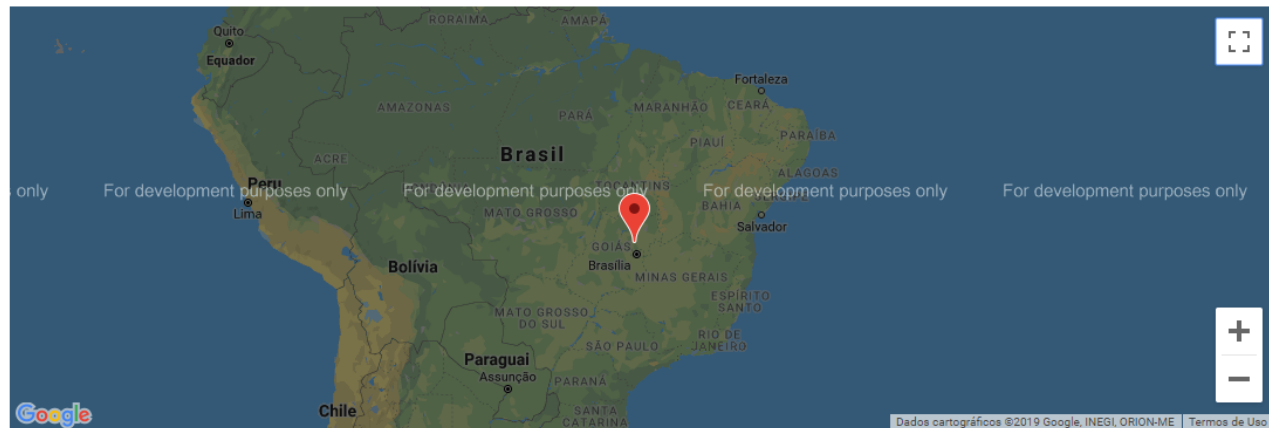 RORAIMA
AMAPÁ
Quito
Equador
Fortaleza
AMAZONAS
PARÁ
MARANHÃO
CEARÁ
PARAÍBA
PIAUÍ
Brasil
ACRE
ALAGOAS
Peru
TOCANTINS
s only
For development purposes only
For development purposes only
For development purposes only
For development purposes only
Lima
MATO GROSSO
BAHIA
Salvador
GOIÁS
Brasília
Bolívia
MINAS GERAIS
ESPÍRITO
SANTO
MATO GROSSO
DO SUL
RIO DE
JANEIRO
SÃO PAULO
Paraguai
Assunção
PARANÁ
Chile
SANTA
CATARINA
Google
Dados cartográficos ©2019 Google, INEGI, ORION-ME
Termos de Uso